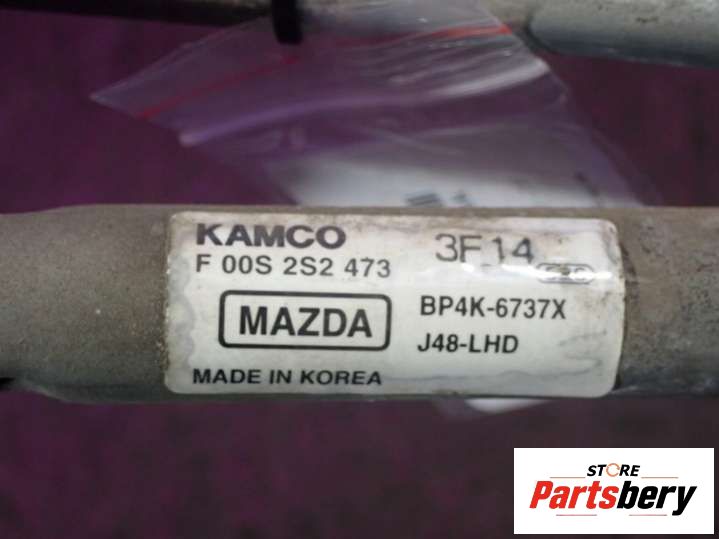 KAMCO 3F14
F 00S 2S2 473
MAZDA BP4K-6737X
J48-LHD
MADE IN KOREA
STORE
Partsbery